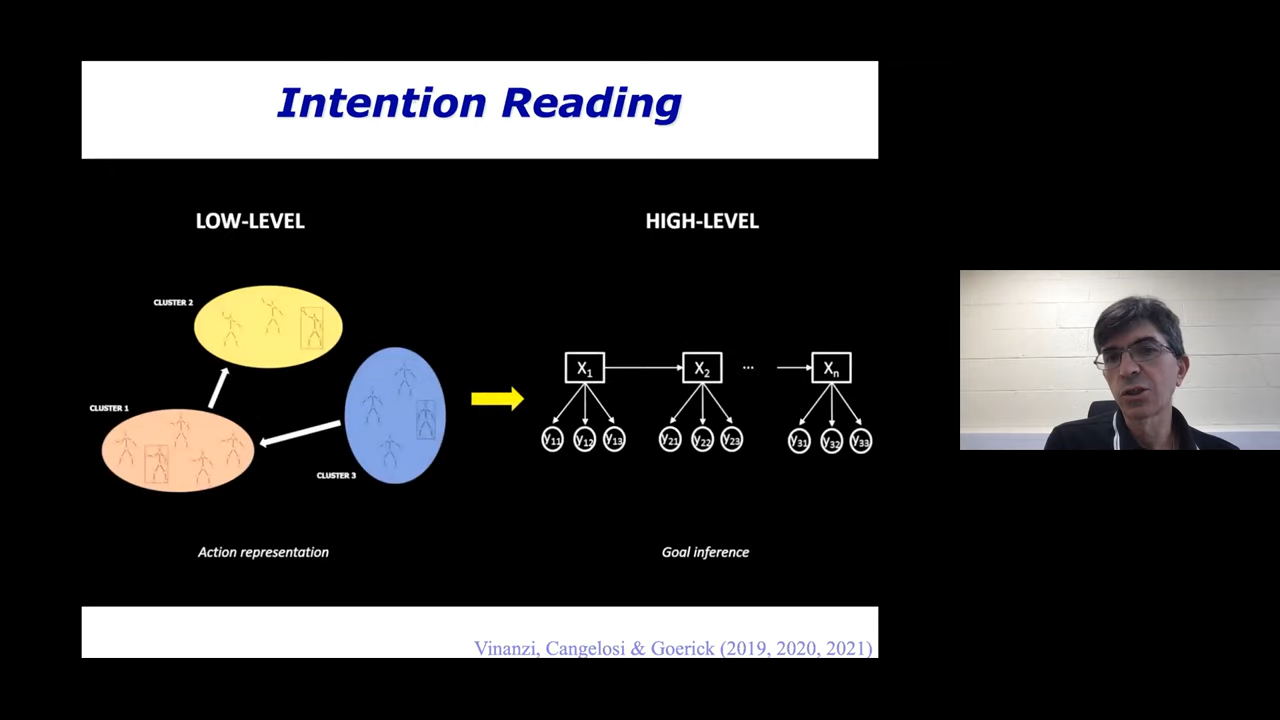 Intention Reading
LOW-LEVEL
HIGH-LEVEL
CLUSTER 2
CLUSTER 1
CLUSTER 3
X1
X2
...
Xn
y11 y12 y13
y21 y22 y23
y31 y32 y33
Action representation
Goal inference
Vinanzi, Cangelosi & Goerick (2019, 2020, 2021)